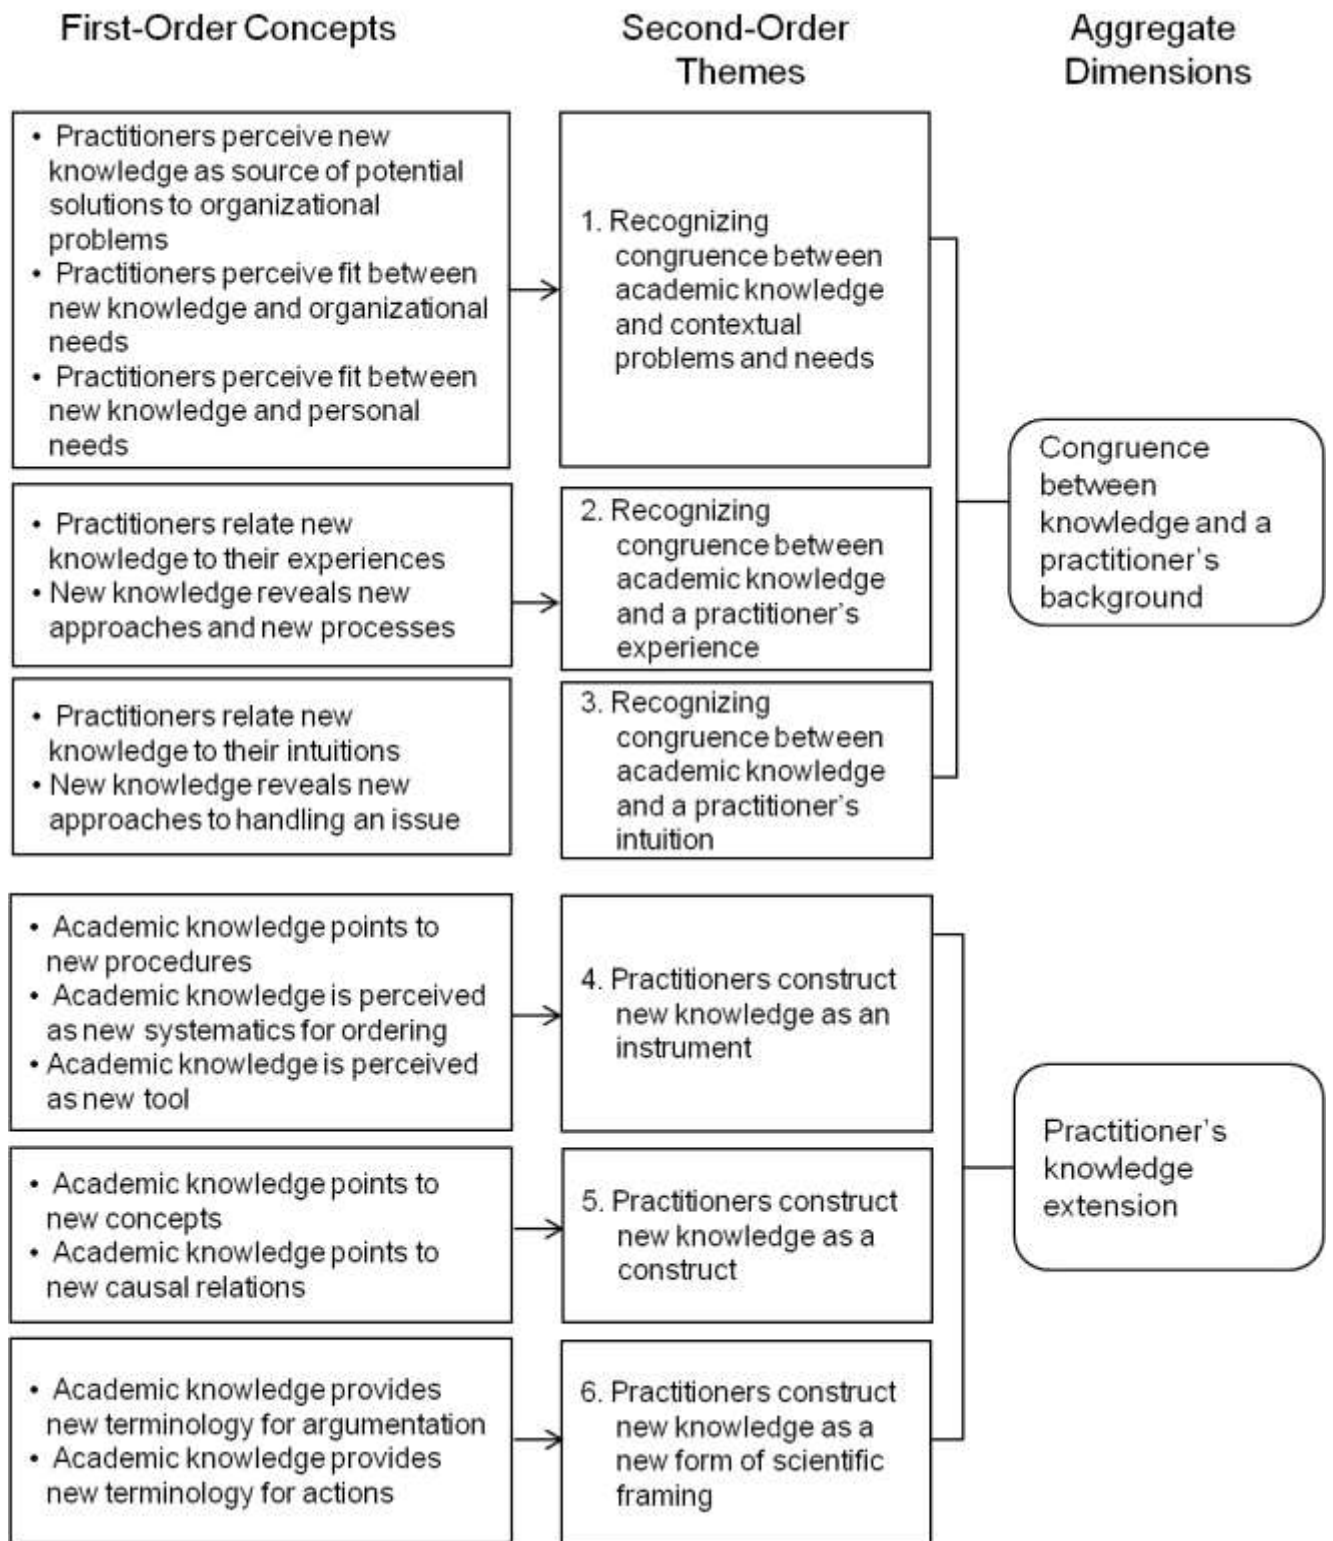 First-Order Concepts
Second-Order
Themes
Aggregate
Dimensions
• Practitioners perceive new
knowledge as source of potential
solutions to organizational
problems
• Practitioners perceive fit between
new knowledge and organizational
needs
• Practitioners perceive fit between
new knowledge and personal
needs
1. Recognizing
congruence between
academic knowledge
and contextual
problems and needs
• Practitioners relate new
knowledge to their experiences
• New knowledge reveals new
approaches and new processes
2. Recognizing
congruence between
academic knowledge
and a practitioner's
experience
• Practitioners relate new
knowledge to their intuitions
• New knowledge reveals new
approaches to handling an issue
3. Recognizing
congruence between
academic knowledge
and a practitioner's
intuition
Congruence
between
knowledge and a
practitioner's
background
• Academic knowledge points to
new procedures
• Academic knowledge is perceived
as new systematics for ordering
• Academic knowledge is perceived
as new tool
4. Practitioners construct
new knowledge as an
instrument
• Academic knowledge points to
new concepts
• Academic knowledge points to
new causal relations
5. Practitioners construct
new knowledge as a
construct
• Academic knowledge provides
new terminology for argumentation
• Academic knowledge provides
new terminology for actions
6. Practitioners construct
new knowledge as a
new form of scientific
framing
Practitioner's
knowledge
extension